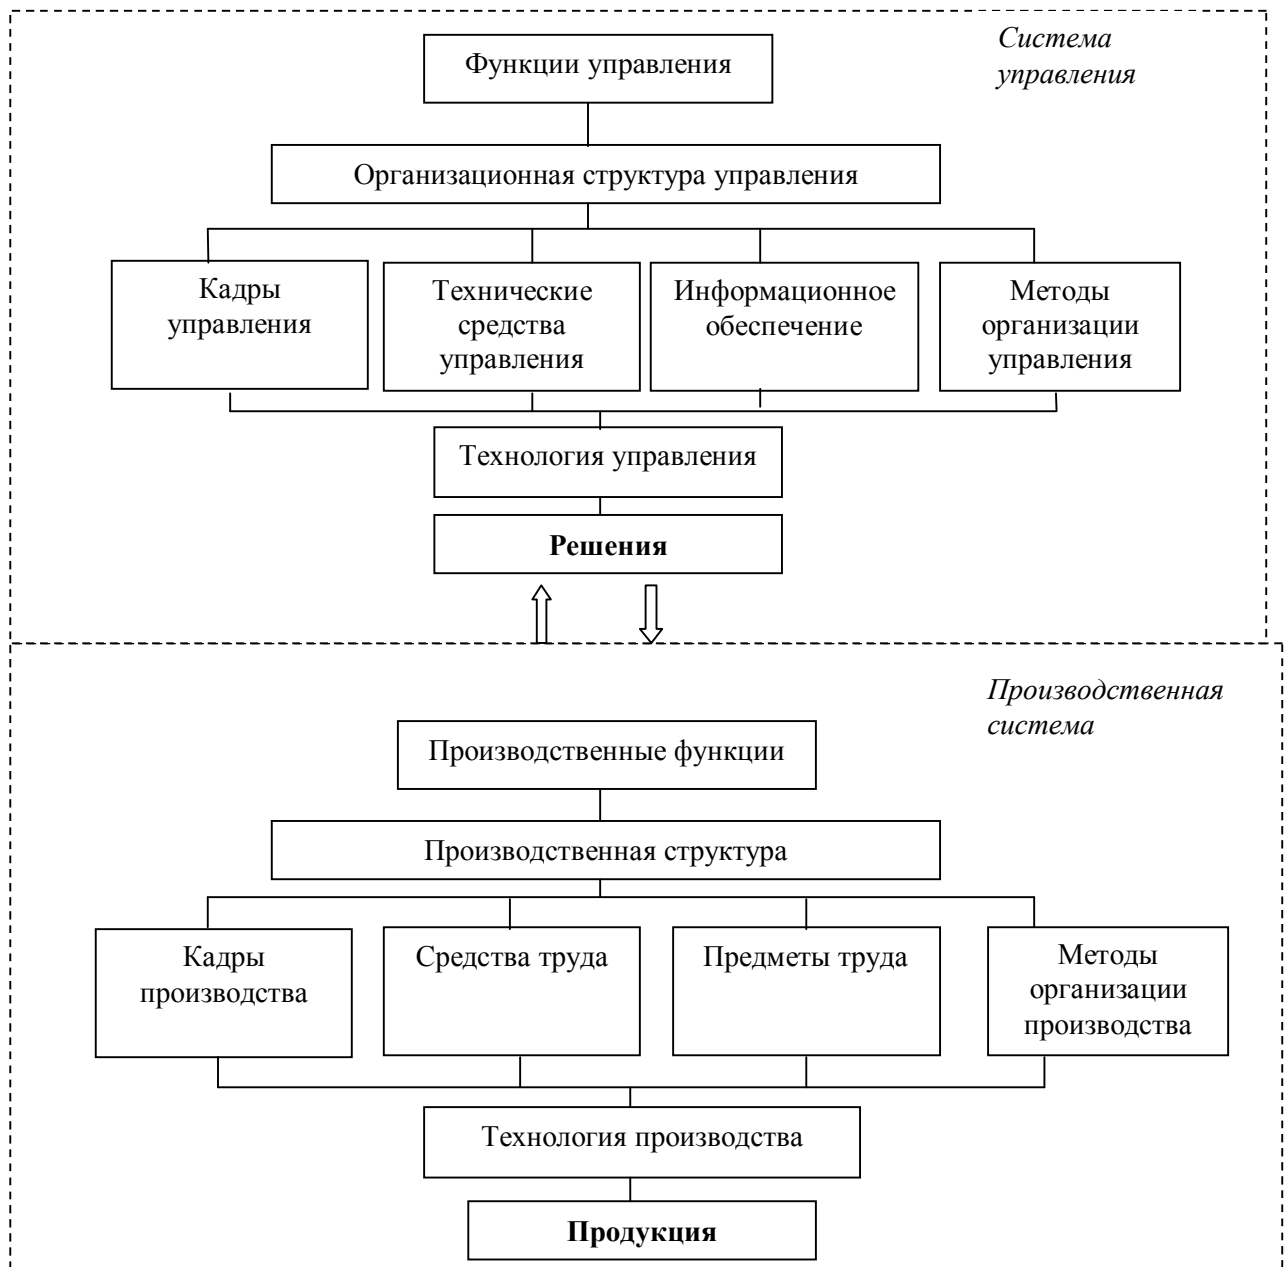 Система
управления
Функции управления
Организационная структура управления
Кадры
управления
Технические
средства
управления
Информационное
обеспечение
Методы
организации
управления
Технология управления
Решения
Производственная
система
Производственные функции
Производственная структура
Кадры
производства
Средства труда
Предметы труда
Методы
организации
производства
Технология производства
Продукция